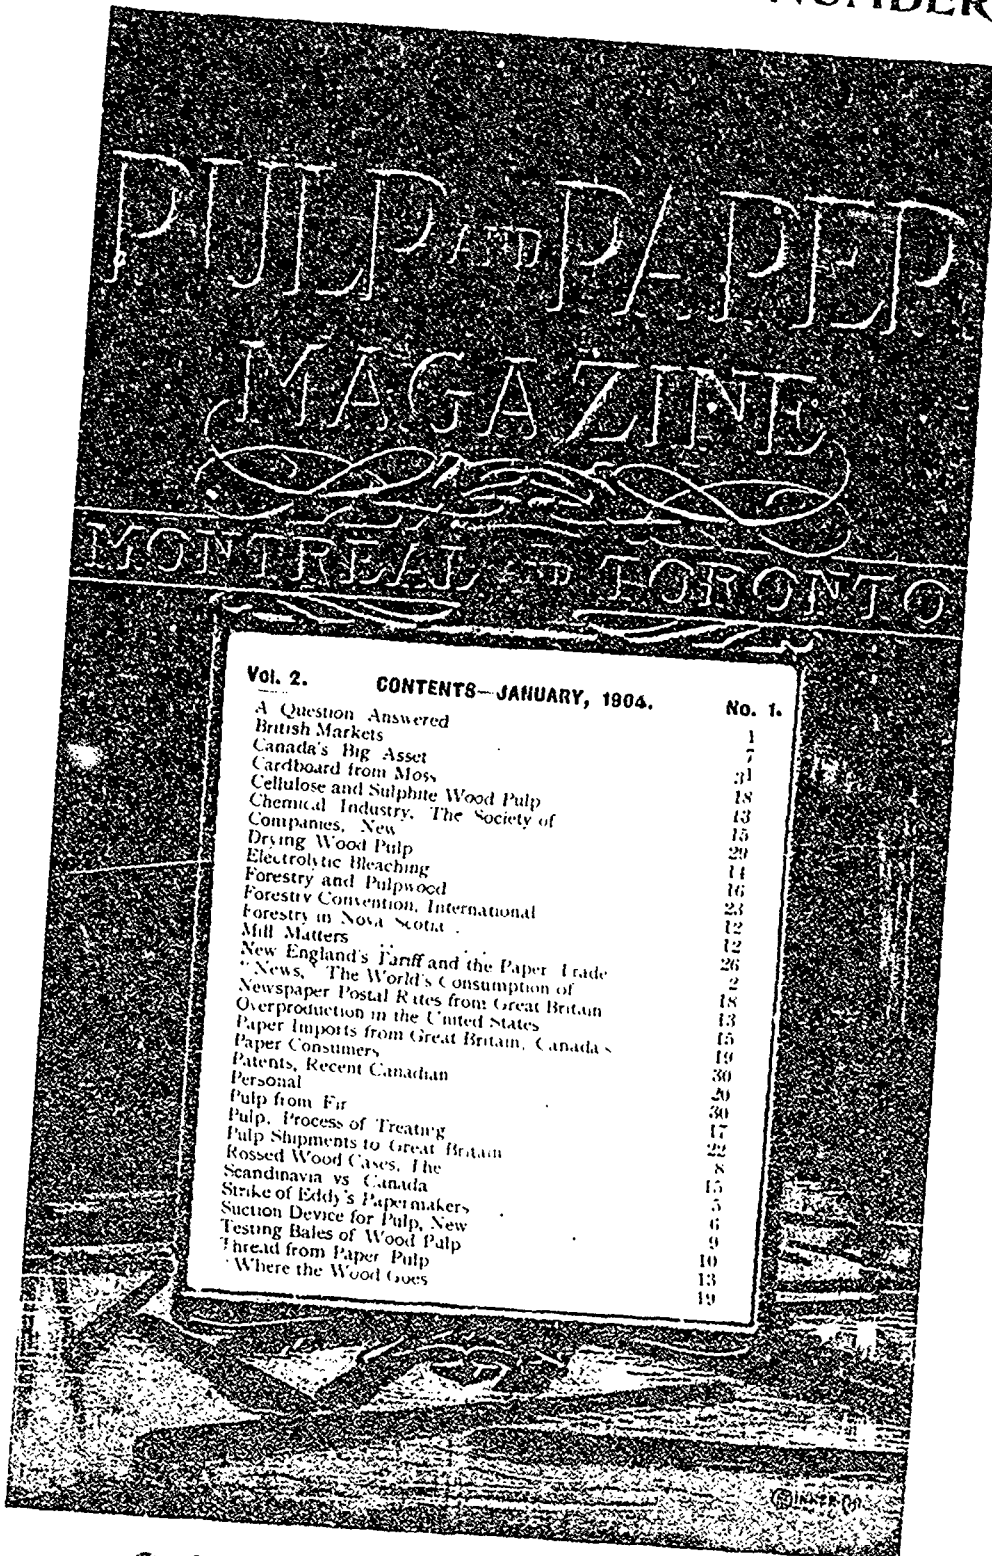 NUMBER
PULP AND PAPER
MAGAZINE
MONTREAL AND TORONTO
Vol. 2. CONTENTS—JANUARY, 1904. No. 1.
A Question Answered 1
British Markets 7
Canada's Big Asset 31
Cardboard from Moss 18
Cellulose and Sulphite Wood Pulp 13
Chemical Industry, The Society of 15
Companies, New 29
Drying Wood Pulp 14
Electrolytic Bleaching 16
Forestry and Pulpwood 23
Forestry Convention, International 12
Forestry in Nova Scotia 12
Mill Matters 26
New England's Tariff and the Paper Trade 2
"News," The World's Consumption of 18
Newspaper Postal Rates from Great Britain 13
Overproduction in the United States 15
Paper Imports from Great Britain, Canada's 19
Paper Consumers 30
Patents, Recent Canadian 20
Personal 30
Pulp from Fir 17
Pulp, Process of Treating 22
Pulp Shipments to Great Britain 8
Rossed Wood Cases, The 15
Scandinavia vs Canada 5
Strike of Eddy's Papermakers 6
Suction Device for Pulp, New 9
Testing Bales of Wood Pulp 10
Thread from Paper Pulp 13
Where the Wood Goes 19